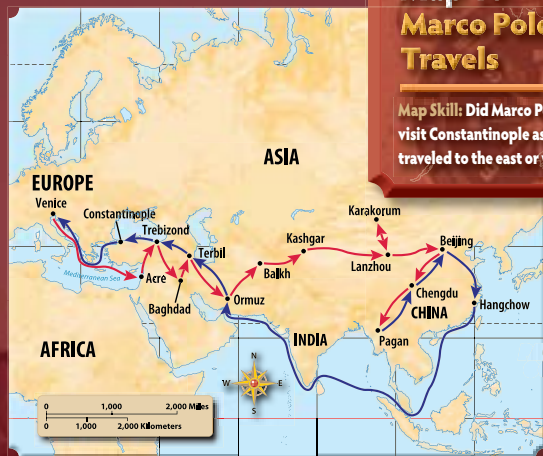 Marco Polo
Travels
Map Skill: Did Marco P
visit Constantinople as
traveled to the east or
ASIA
EUROPE
Venice
Constantinople
Trebizond
Terbil
Karakorum
Kashgar
Beijing
Lanzhou
Balkh
Mediterranean Sea
Acre
Baghdad
Ormuz
Chengdu
CHINA
Hangchow
INDIA
Pagan
AFRICA
N
W
E
S
0 1,000 2,000 Miles
0 1,000 2,000 Kilometers